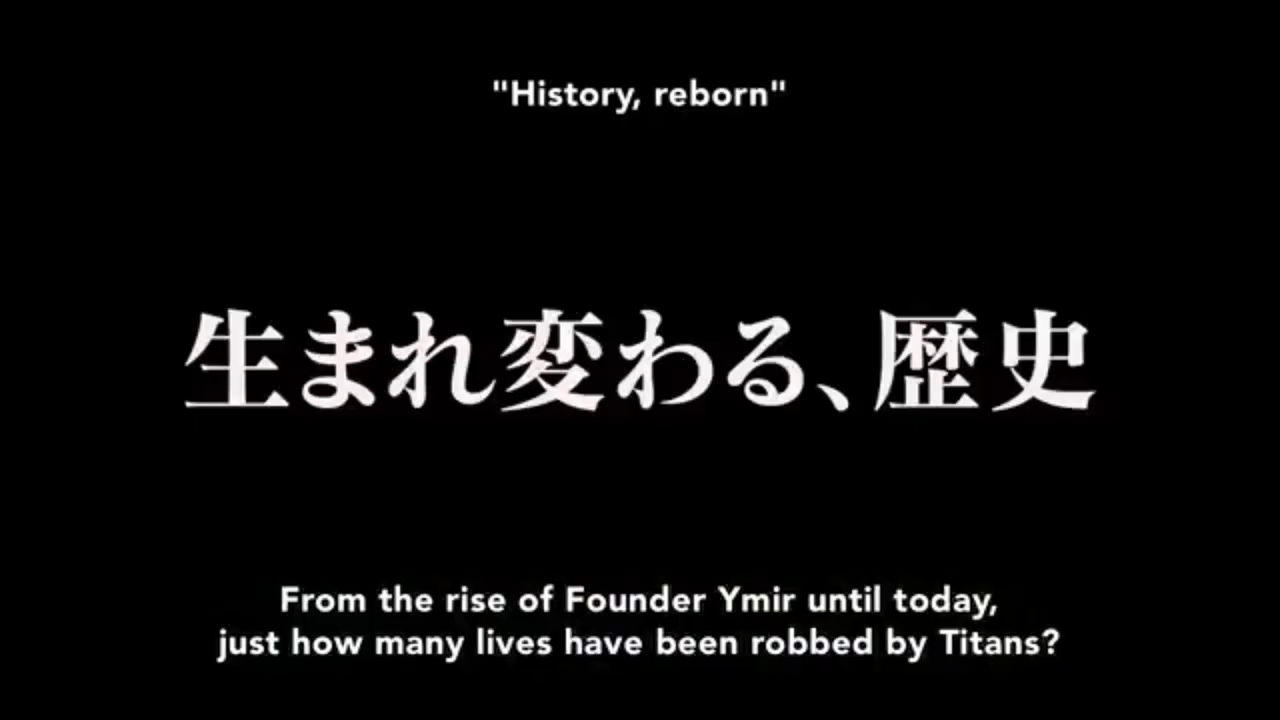 "History, reborn"
生まれ変わる、歴史
From the rise of Founder Ymir until today,
just how many lives have been robbed by Titans?